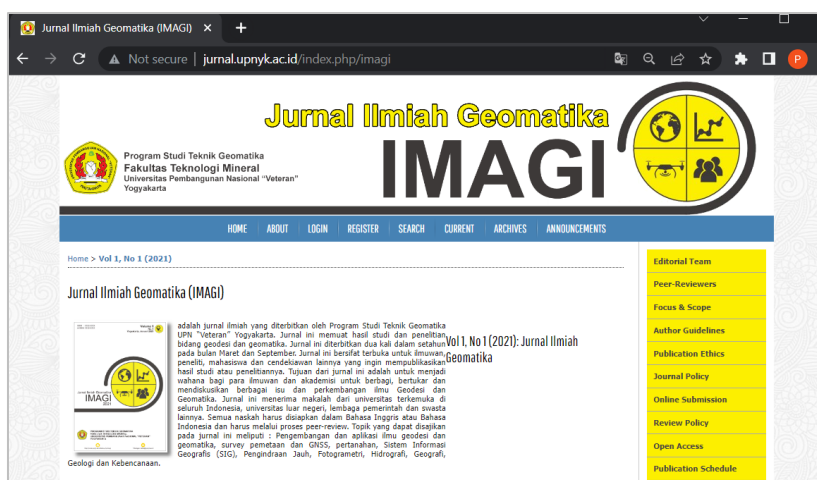 Jurnal Ilmiah Geomatika (IMAGI)
Not secure | jurnal.upnyk.ac.id/index.php/imagi
P
Jurnal Ilmiah Geomatika
IMAGI
Program Studi Teknik Geomatika
Fakultas Teknologi Mineral
Universitas Pembangunan Nasional "Veteran"
Yogyakarta
HOME ABOUT LOGIN REGISTER SEARCH CURRENT ARCHIVES ANNOUNCEMENTS
Home > Vol 1, No 1 (2021)
Jurnal Ilmiah Geomatika (IMAGI)
IMAGI
adalah jurnal ilmiah yang diterbitkan oleh Program Studi Teknik Geomatika
UPN "Veteran" Yogyakarta. Jurnal ini memuat hasil studi dan penelitian
bidang geodesi dan geomatika. Jurnal ini diterbitkan dua kali dalam setahun
pada bulan Maret dan September. Jurnal ini bersifat terbuka untuk ilmuwan,
peneliti, mahasiswa dan cendekiawan lainnya yang ingin mempublikasikan
hasil studi atau penelitiannya. Tujuan dari jurnal ini adalah untuk menjadi
wahana bagi para ilmuwan dan akademisi untuk berbagi, bertukar dan
mendiskusikan berbagai isu dan perkembangan ilmu Geodesi dan
Geomatika. Jurnal ini menerima makalah dari universitas terkemuka di
seluruh Indonesia, universitas luar negeri, lembaga pemerintah dan swasta
lainnya. Semua naskah harus disiapkan dalam Bahasa Inggris atau Bahasa
Indonesia dan harus melalui proses peer-review. Topik yang dapat disajikan
pada jurnal ini meliputi : Pengembangan dan aplikasi ilmu geodesi dan
geomatika, survey pemetaan dan GNSS, pertanahan, Sistem Informasi
Geografis (SIG), Pengindraan Jauh, Fotogrametri, Hidrografi, Geografi,
Geologi dan Kebencanaan.
Vol 1, No 1 (2021): Jurnal Ilmiah
Geomatika
Editorial Team
Peer-Reviewers
Focus & Scope
Author Guidelines
Publication Ethics
Journal Policy
Online Submission
Review Policy
Open Access
Publication Schedule